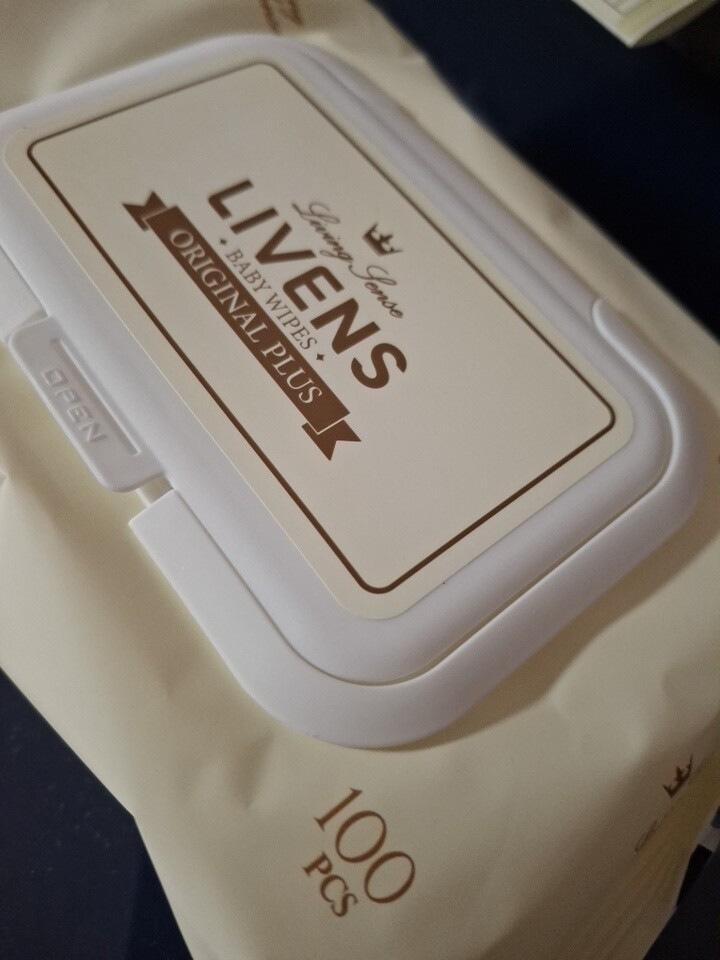 Living Sense
LIVENS
BABY WIPES
ORIGINAL PLUS
OPEN
100
PCS